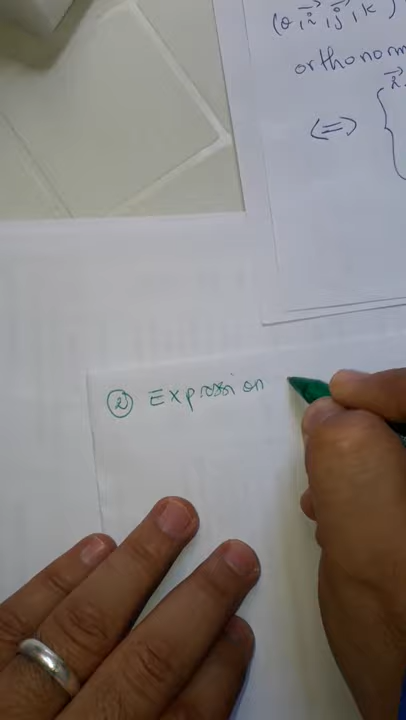 (O, i⃗, j⃗, k⃗)
orthonorm
<=> { i⃗.
② Expression